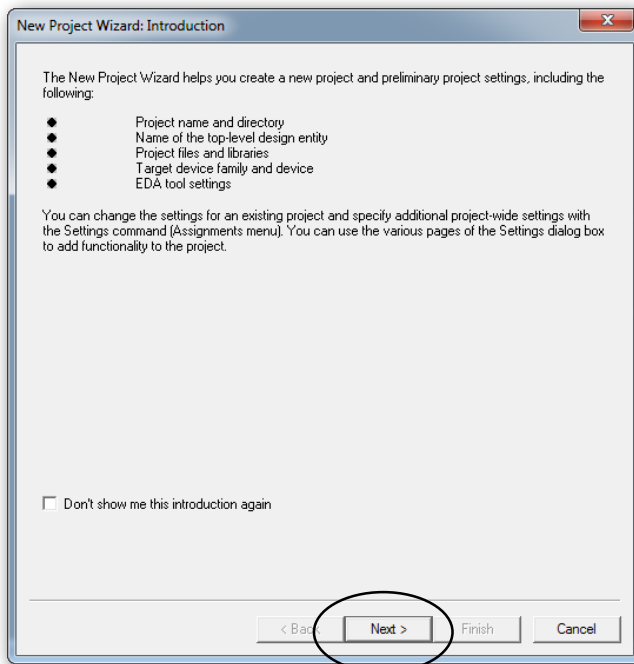 New Project Wizard: Introduction
The New Project Wizard helps you create a new project and preliminary project settings, including the
following:
Project name and directory
Name of the top-level design entity
Project files and libraries
Target device family and device
EDA tool settings
You can change the settings for an existing project and specify additional project-wide settings with
the Settings command (Assignments menu). You can use the various pages of the Settings dialog box
to add functionality to the project.
Don't show me this introduction again
< Back Next > Finish Cancel